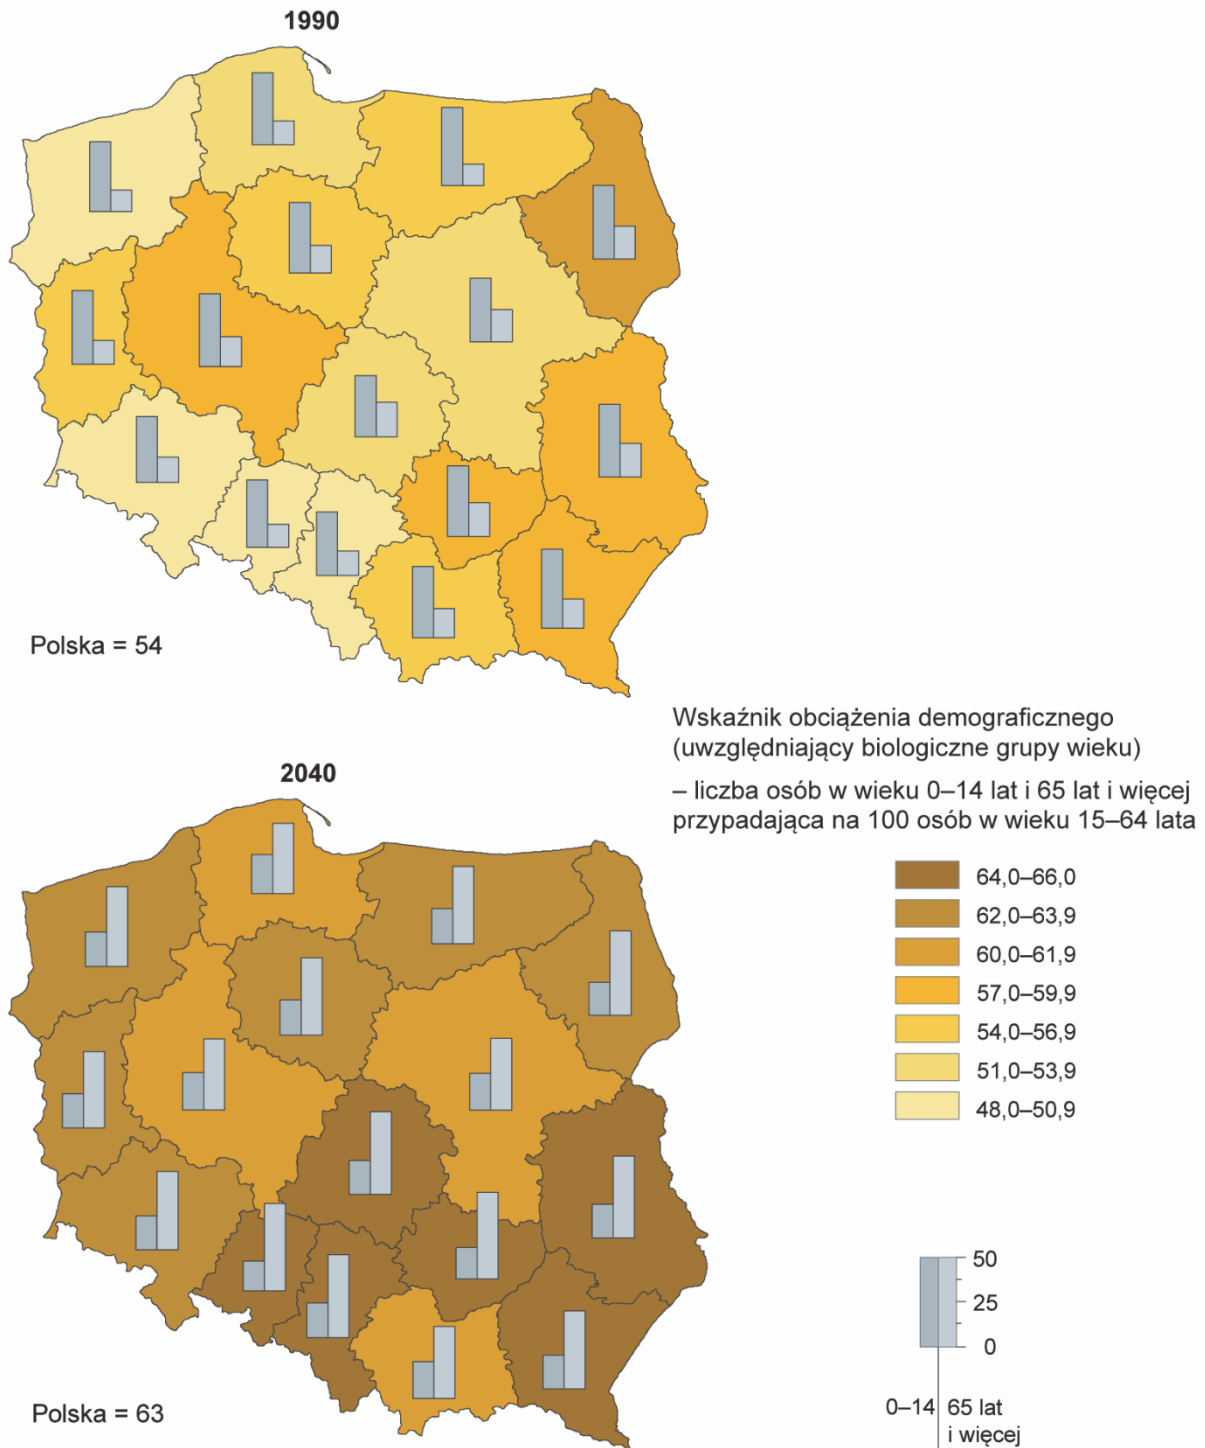 1990
Polska = 54
Wskaźnik obciążenia demograficznego
(uwzględniający biologiczne grupy wieku)
– liczba osób w wieku 0–14 lat i 65 lat i więcej
przypadająca na 100 osób w wieku 15–64 lata
2040
64,0–66,0
62,0–63,9
60,0–61,9
57,0–59,9
54,0–56,9
51,0–53,9
48,0–50,9
50
25
0
0–14 65 lat
i więcej
Polska = 63